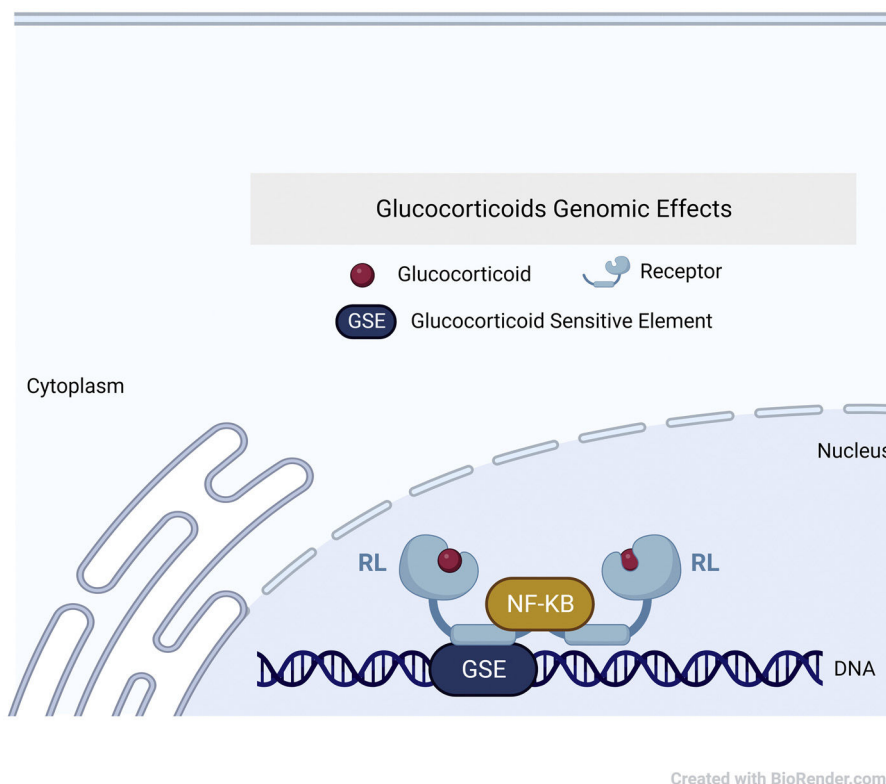 Glucocorticoids Genomic Effects
Glucocorticoid
Receptor
GSE Glucocorticoid Sensitive Element
Cytoplasm
Nucleus
RL
RL
NF-KB
GSE
DNA
Created with BioRender.com